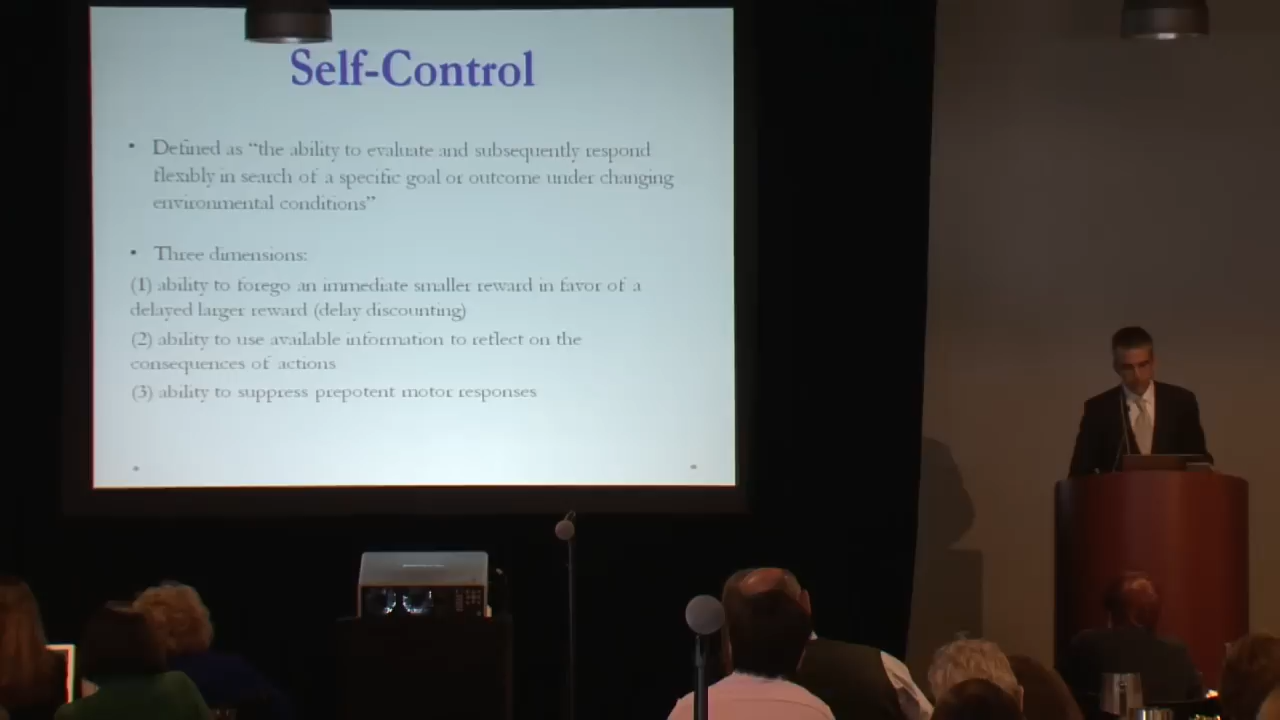 Self-Control
• Defined as “the ability to evaluate and subsequently respond
flexibly in search of a specific goal or outcome under changing
environmental conditions”
• Three dimensions:
(1) ability to forego an immediate smaller reward in favor of a
delayed larger reward (delay discounting)
(2) ability to use available information to reflect on the
consequences of actions
(3) ability to suppress prepotent motor responses